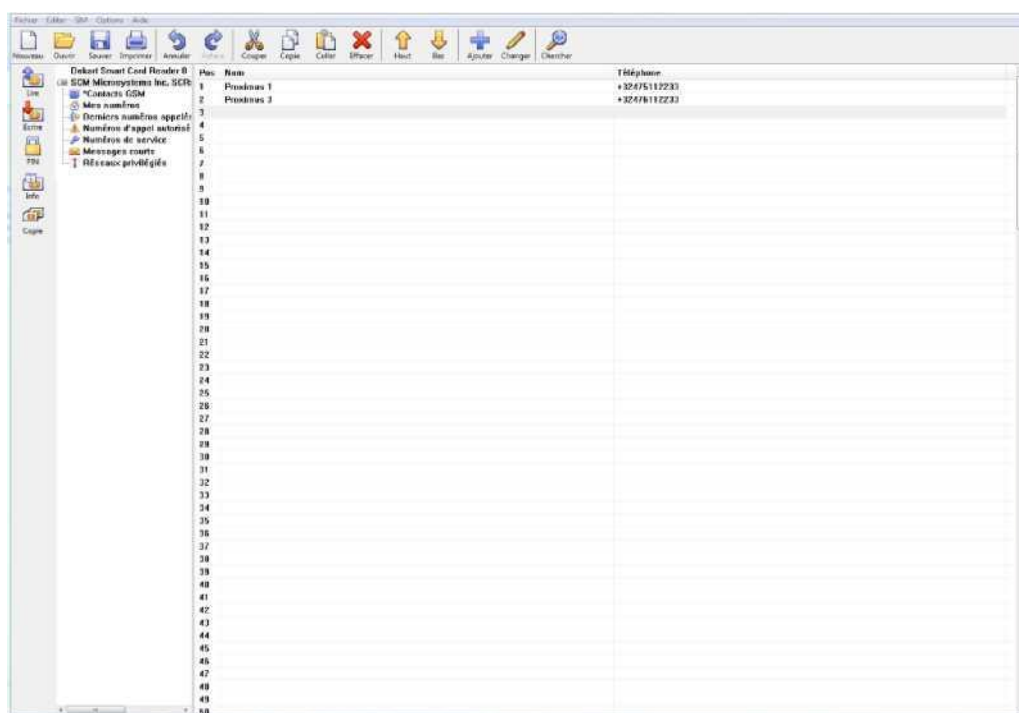 Fichier Editer SIM Options Aide
Nouveau Ouvrir Sauver Imprimer Annuler Couper Copie Coller Effacer Haut Bas Ajouter Changer Chercher
Lire
Ecrire
PIN
Info
Copie
Dekart Smart Card Reader 8
SCM Microsystems Inc. SCR
*Contacts GSM
Mes numéros
Derniers numéros appelés
Numéros d'appel autorisé
Numéros de service
Messages courts
Réseaux privilégiés
Pos Nom Téléphone
1 Proximus 1 +32475112233
2 Proximus 3 +32476112233
3
4
5
6
7
8
9
10
11
12
13
14
15
16
17
18
19
20
21
22
23
24
25
26
27
28
29
30
31
32
33
34
35
36
37
38
39
40
41
42
43
44
45
46
47
48
49
50